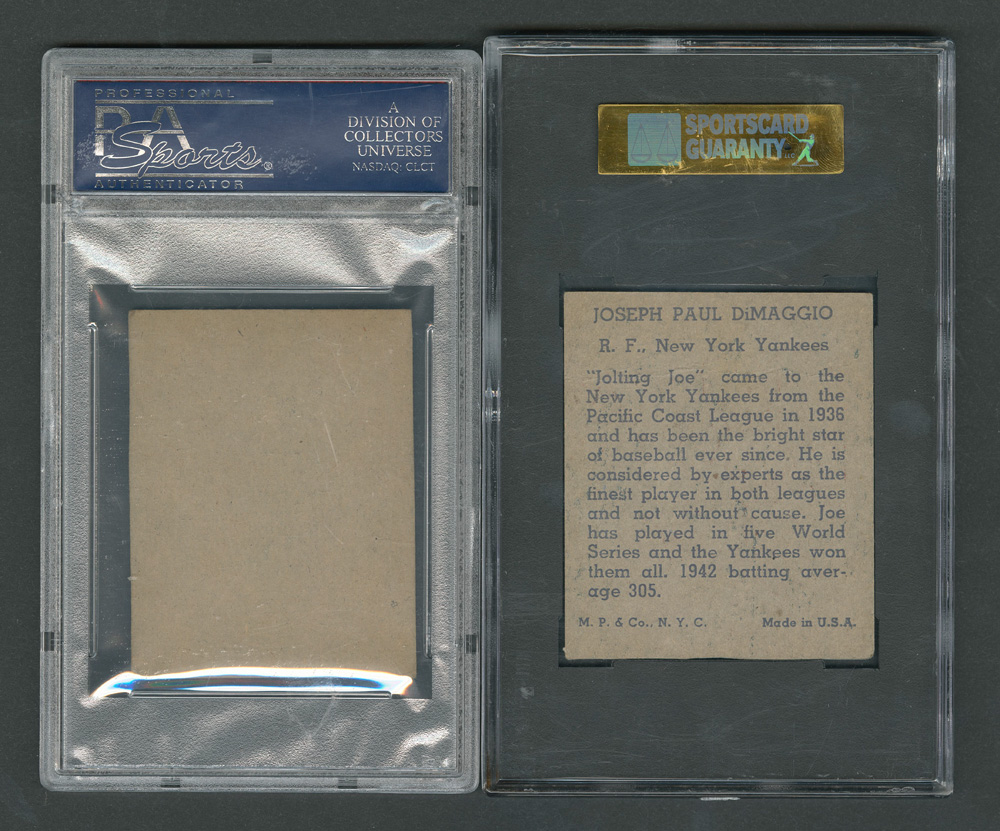 PROFESSIONAL
PSA
Sports®
AUTHENTICATOR
A
DIVISION OF
COLLECTORS
UNIVERSE
NASDAQ: CLCT
SPORTSCARD
GUARANTY LLC
JOSEPH PAUL DiMAGGIO
R. F., New York Yankees
"Jolting Joe" came to the
New York Yankees from the
Pacific Coast League in 1936
and has been the bright star
of baseball ever since. He is
considered by experts as the
finest player in both leagues
and not without cause. Joe
has played in five World
Series and the Yankees won
them all. 1942 batting aver-
age 305.
M. P. & Co., N. Y. C. Made in U.S.A.